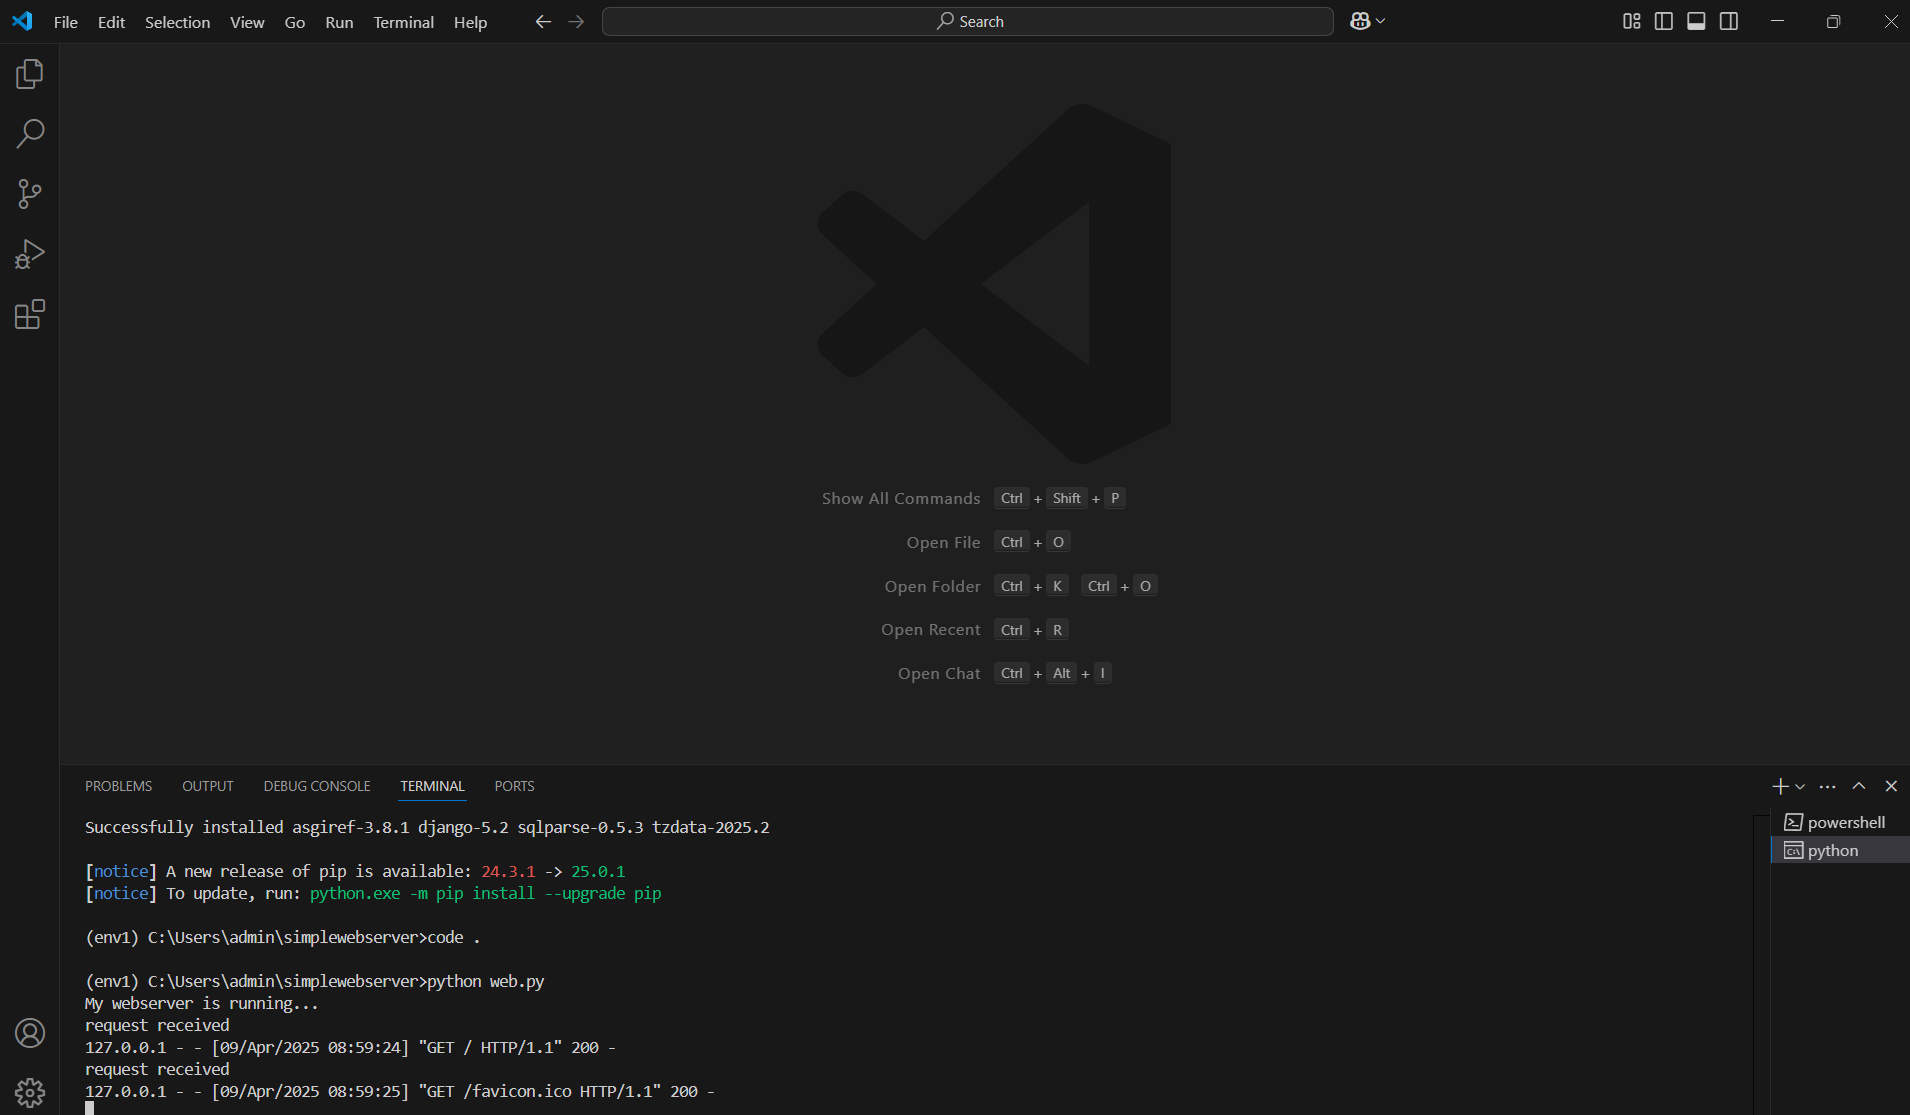 File Edit Selection View Go Run Terminal Help Search
Show All Commands Ctrl + Shift + P
Open File Ctrl + O
Open Folder Ctrl + K Ctrl + O
Open Recent Ctrl + R
Open Chat Ctrl + Alt + I
PROBLEMS OUTPUT DEBUG CONSOLE TERMINAL PORTS
powershell
python
Successfully installed asgiref-3.8.1 django-5.2 sqlparse-0.5.3 tzdata-2025.2
[notice] A new release of pip is available: 24.3.1 -> 25.0.1
[notice] To update, run: python.exe -m pip install --upgrade pip
(env1) C:\Users\admin\simplewebserver>code .
(env1) C:\Users\admin\simplewebserver>python web.py
My webserver is running...
request received
127.0.0.1 - - [09/Apr/2025 08:59:24] "GET / HTTP/1.1" 200 -
request received
127.0.0.1 - - [09/Apr/2025 08:59:25] "GET /favicon.ico HTTP/1.1" 200 -